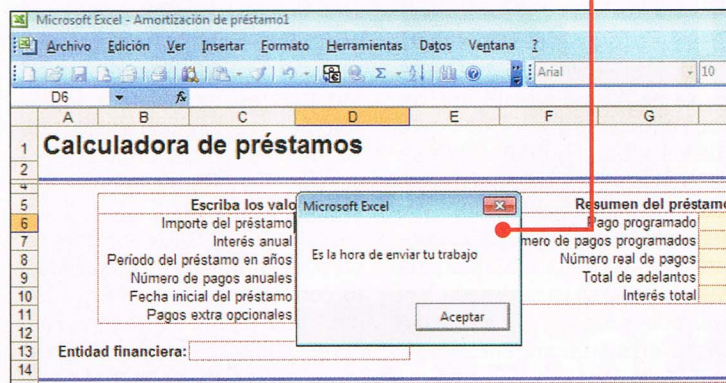 Microsoft Excel - Amortización de préstamo1
Archivo Edición Ver Insertar Formato Herramientas Datos Ventana ?
Arial 10
D6 fx
A B C D E F G
1 Calculadora de préstamos
2
4
5 Escriba los valo Resumen del préstamo
6 Importe del préstamo Pago programado
7 Interés anual mero de pagos programados
8 Período del préstamo en años Número real de pagos
9 Número de pagos anuales Total de adelantos
10 Fecha inicial del préstamo Interés total
11 Pagos extra opcionales
12
13 Entidad financiera:
14
Microsoft Excel
Es la hora de enviar tu trabajo
Aceptar